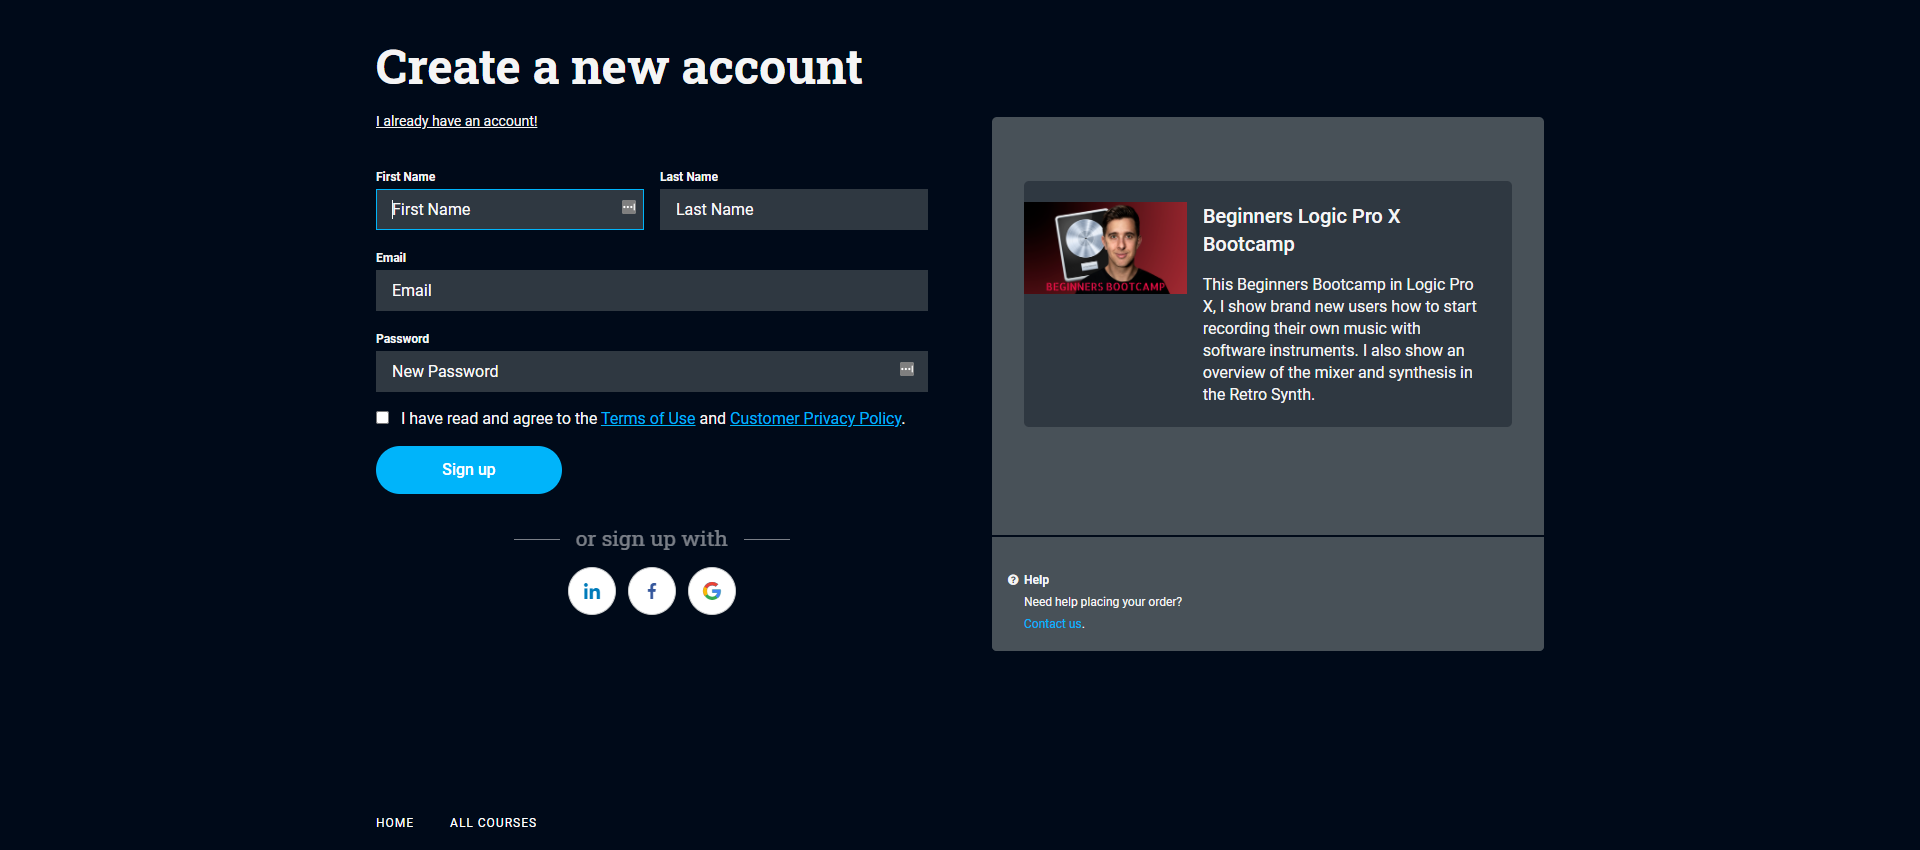 Create a new account
I already have an account!
First Name
Last Name
First Name
Last Name
Email
Email
Password
New Password
I have read and agree to the Terms of Use and Customer Privacy Policy.
Sign up
or sign up with
in
f
G
BEGINNERS BOOTCAMP
Beginners Logic Pro X
Bootcamp
This Beginners Bootcamp in Logic Pro
X, I show brand new users how to start
recording their own music with
software instruments. I also show an
overview of the mixer and synthesis in
the Retro Synth.
Help
Need help placing your order?
Contact us.
HOME
ALL COURSES